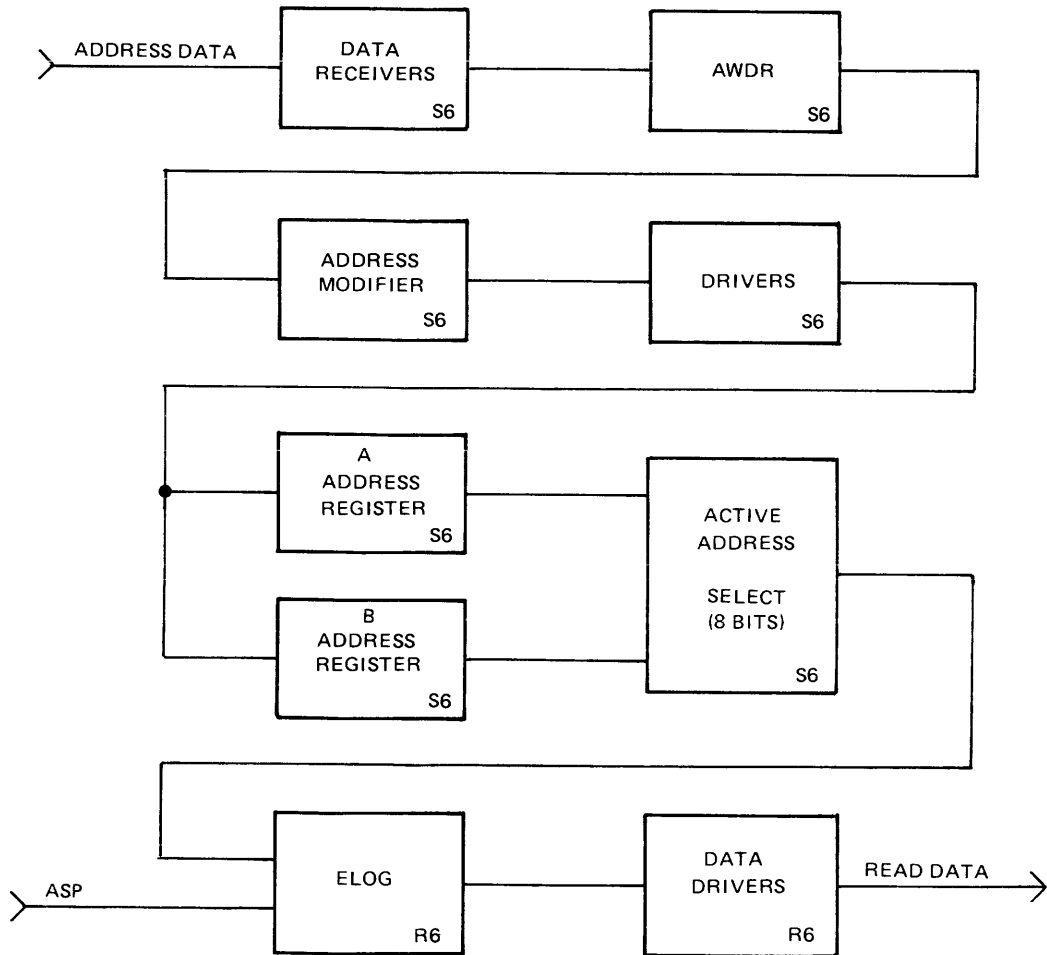 ADDRESS DATA
DATA
RECEIVERS
S6
AWDR
S6
ADDRESS
MODIFIER
S6
DRIVERS
S6
A
ADDRESS
REGISTER
S6
B
ADDRESS
REGISTER
S6
ACTIVE
ADDRESS
SELECT
(8 BITS)
S6
ASP
ELOG
R6
DATA
DRIVERS
R6
READ DATA